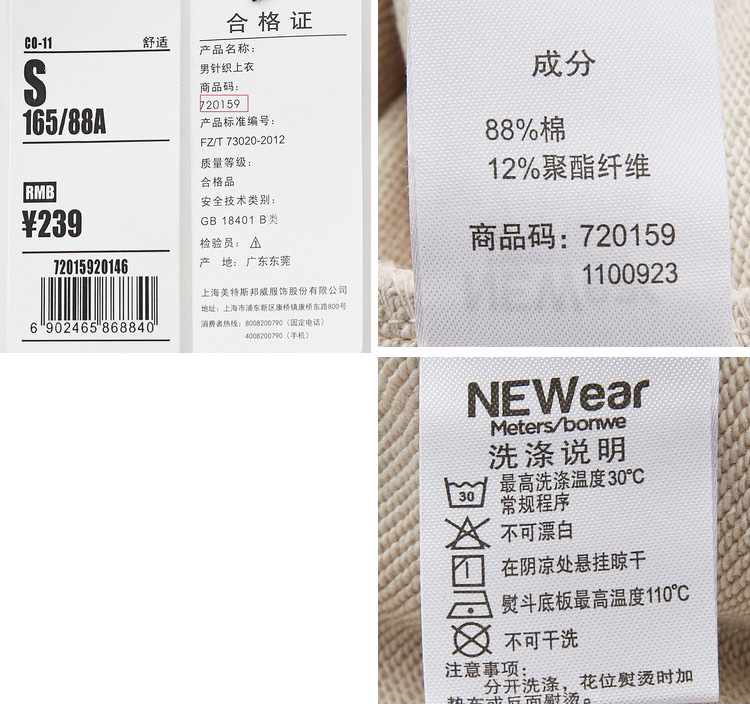 CO-11 舒适
S
165/88A
RMB
¥239
72015920146
6 902465 868840
合格证
产品名称：
男针织上衣
商品码：
720159
产品标准编号：
FZ/T 73020-2012
质量等级：
合格品
安全技术类别：
GB 18401 B类
检验员：
产 地：广东东莞
上海美特斯邦威服饰股份有限公司
地址：上海市浦东新区康桥镇康桥东路800号
消费者热线：8008200790（固定电话）
4008200790（手机）
成分
88%棉
12%聚酯纤维
商品码：720159
1100923
NEWear
Meters/bonwe
洗涤说明
30
最高洗涤温度30℃
常规程序
不可漂白
在阴凉处悬挂晾干
熨斗底板最高温度110℃
不可干洗
注意事项：
分开洗涤，花位熨烫时加
垫布或反面熨烫。